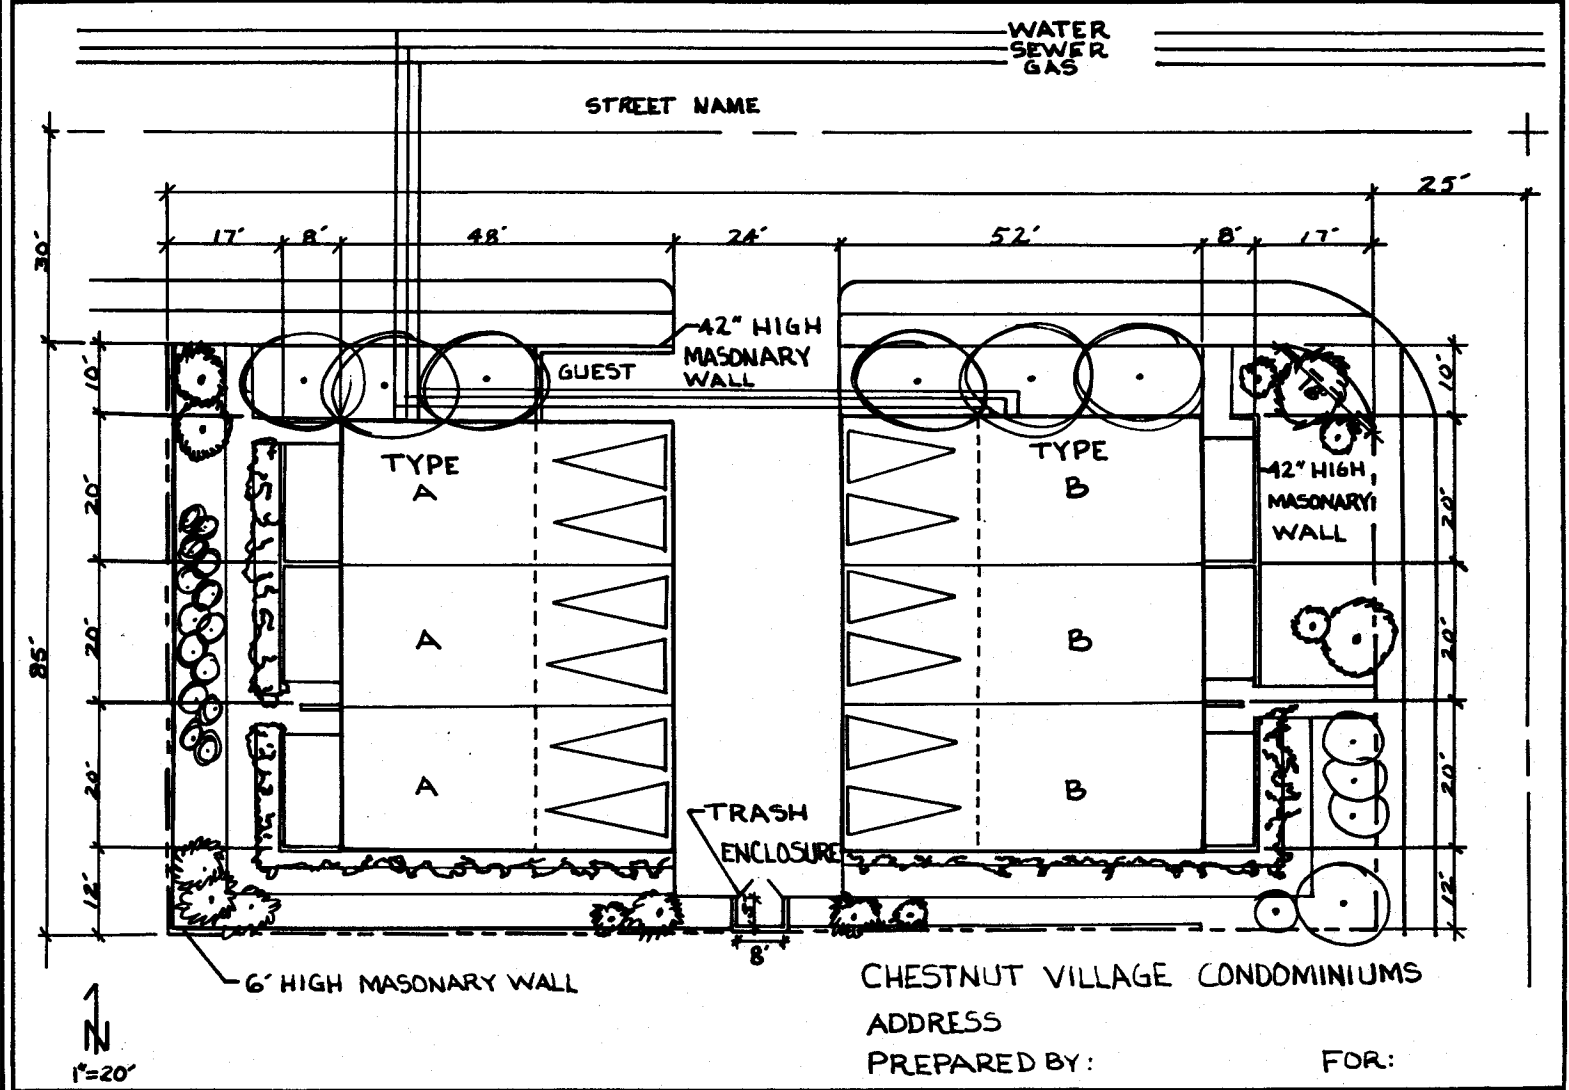 WATER
SEWER
GAS
STREET NAME
25'
17' 8' 48' 24' 52' 8' 17'
30'
85'
10'
20'
20'
20'
12'
42" HIGH
MASONARY
WALL
GUEST
TYPE
A
A
A
TYPE
B
B
B
42" HIGH
MASONARY
WALL
10'
20'
20'
20'
12'
TRASH
ENCLOSURE
8'
6' HIGH MASONARY WALL
N
1"=20'
CHESTNUT VILLAGE CONDOMINIUMS
ADDRESS
PREPARED BY: FOR: